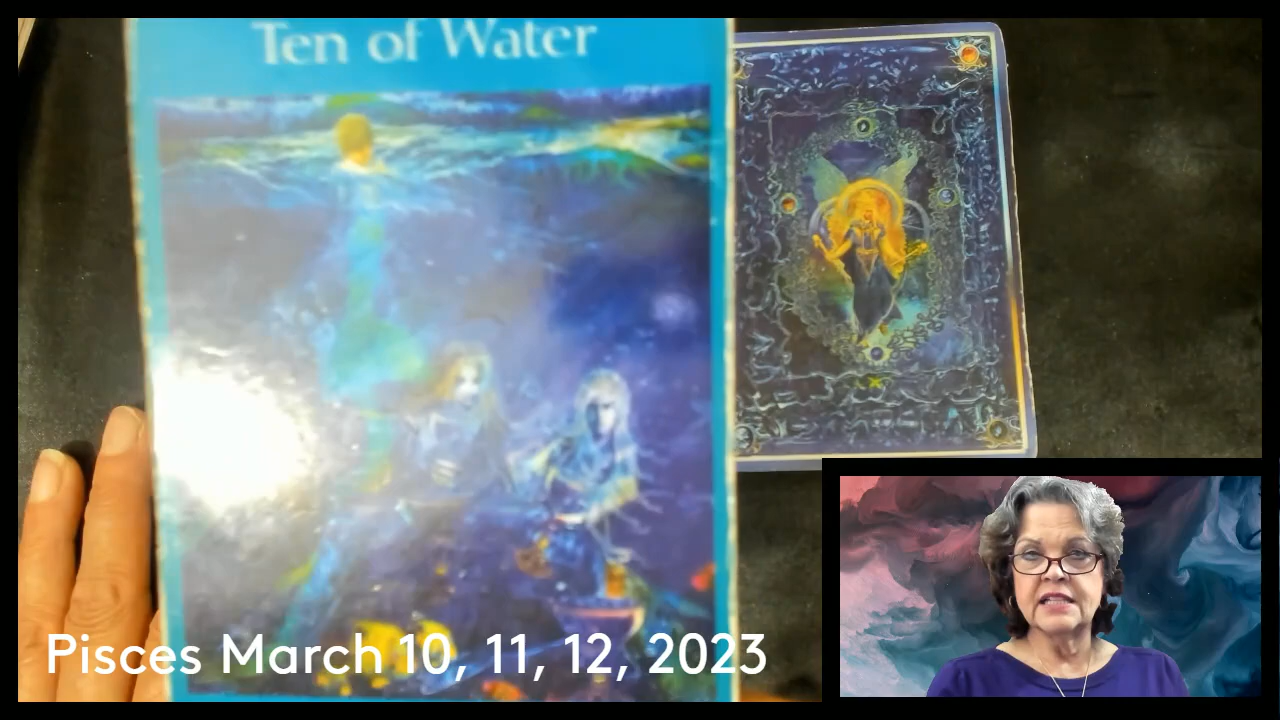 Ten of Water
Pisces March 10, 11, 12, 2023